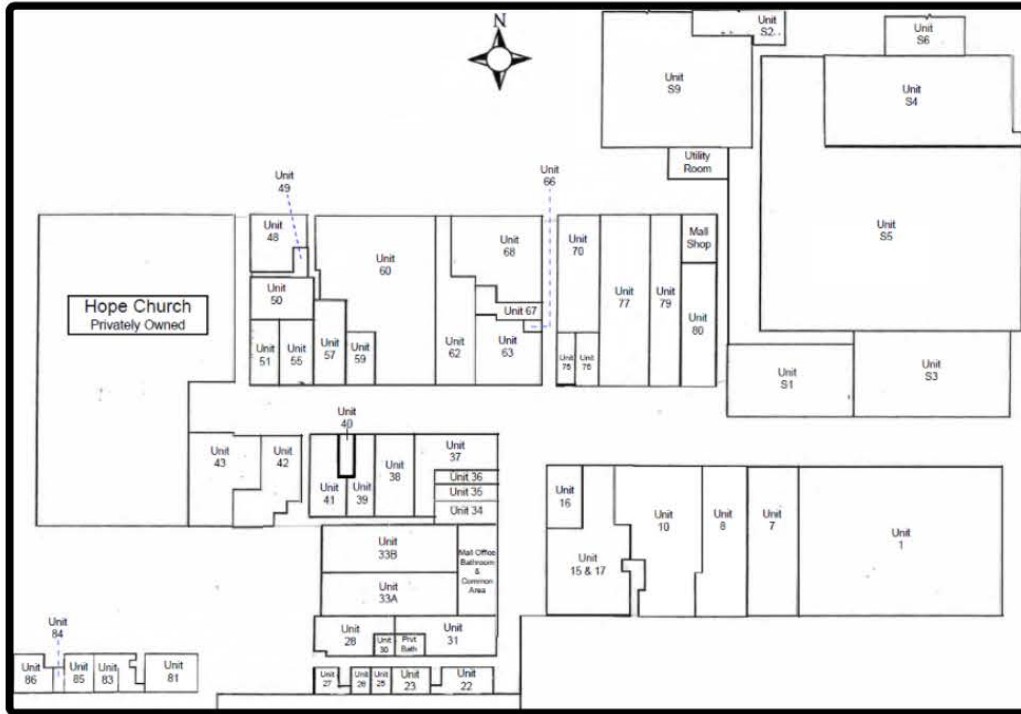 N
Unit
S2
Unit
S6
Unit
S9
Unit
S4
Utility
Room
Unit
66
Unit
49
Unit
48
Unit
60
Unit
68
Unit
70
Unit
77
Unit
79
Mall
Shop
Unit
S5
Hope Church
Privately Owned
Unit
50
Unit 67
Unit
80
Unit
51
Unit
55
Unit
57
Unit
59
Unit
62
Unit
63
Unit
75
Unit
76
Unit
S1
Unit
S3
Unit
40
Unit
43
Unit
42
Unit
41
Unit
39
Unit
38
Unit
37
Unit 36
Unit 35
Unit 34
Unit
16
Unit
15 & 17
Unit
10
Unit
8
Unit
7
Unit
1
Unit
33B
Mall Office
Bathroom
&
Common
Area
Unit
33A
Unit
28
Unit
30
Prvt
Bath
Unit
31
Unit
84
Unit
86
Unit
85
Unit
83
Unit
81
Unit
27
Unit
26
Unit
25
Unit
23
Unit
22